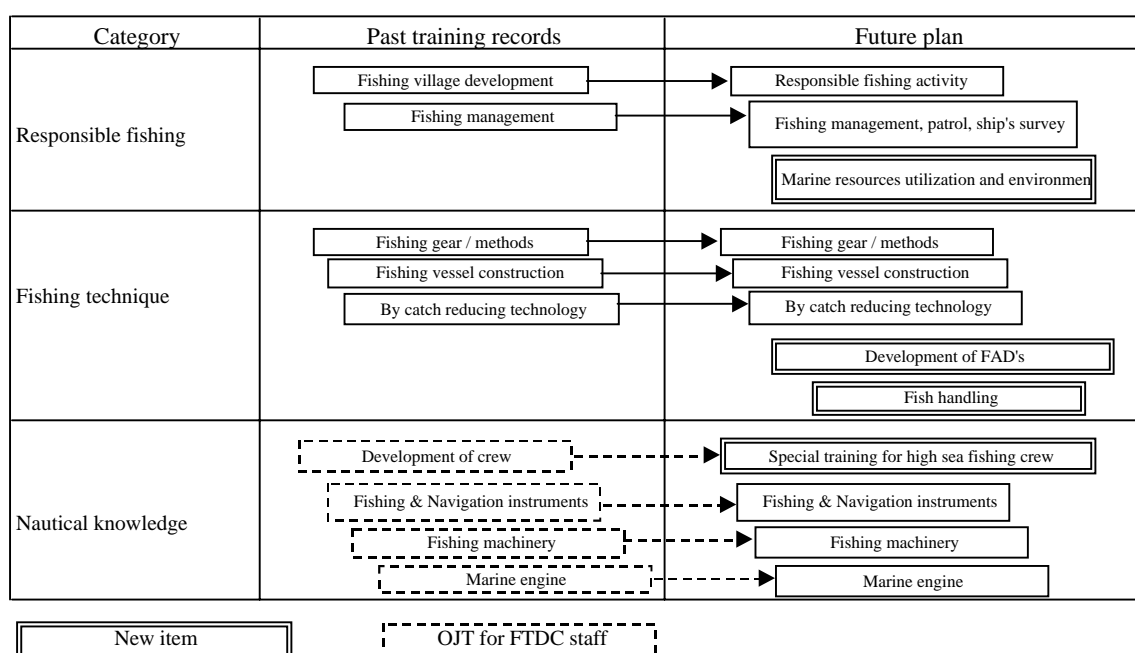 Category Past training records Future plan
Fishing village development Responsible fishing activity
Fishing management Fishing management, patrol, ship's survey
Responsible fishing
Marine resources utilization and environmen
Fishing gear / methods Fishing gear / methods
Fishing vessel construction Fishing vessel construction
Fishing technique
By catch reducing technology By catch reducing technology
Development of FAD's
Fish handling
Development of crew Special training for high sea fishing crew
Fishing & Navigation instruments Fishing & Navigation instruments
Nautical knowledge
Fishing machinery Fishing machinery
Marine engine Marine engine
New item OJT for FTDC staff